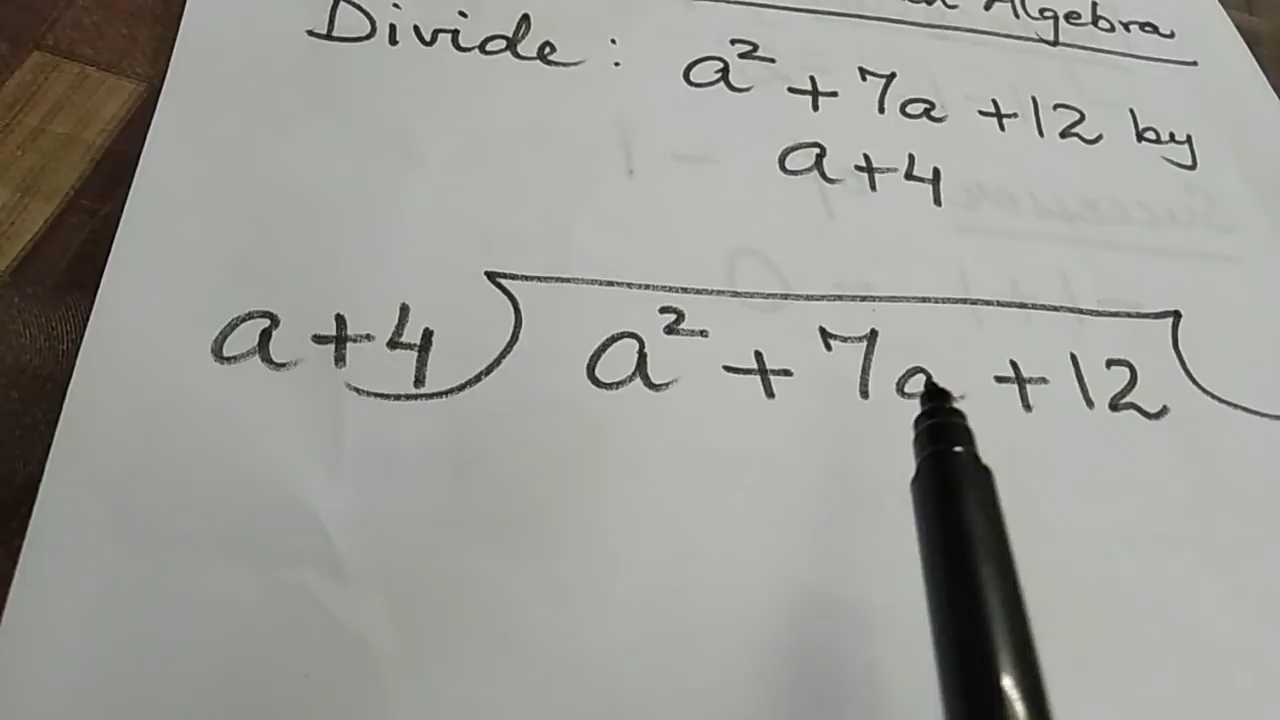 Algebra
Divide : a² + 7a + 12 by
a + 4
a + 4 ) a² + 7a + 12 (